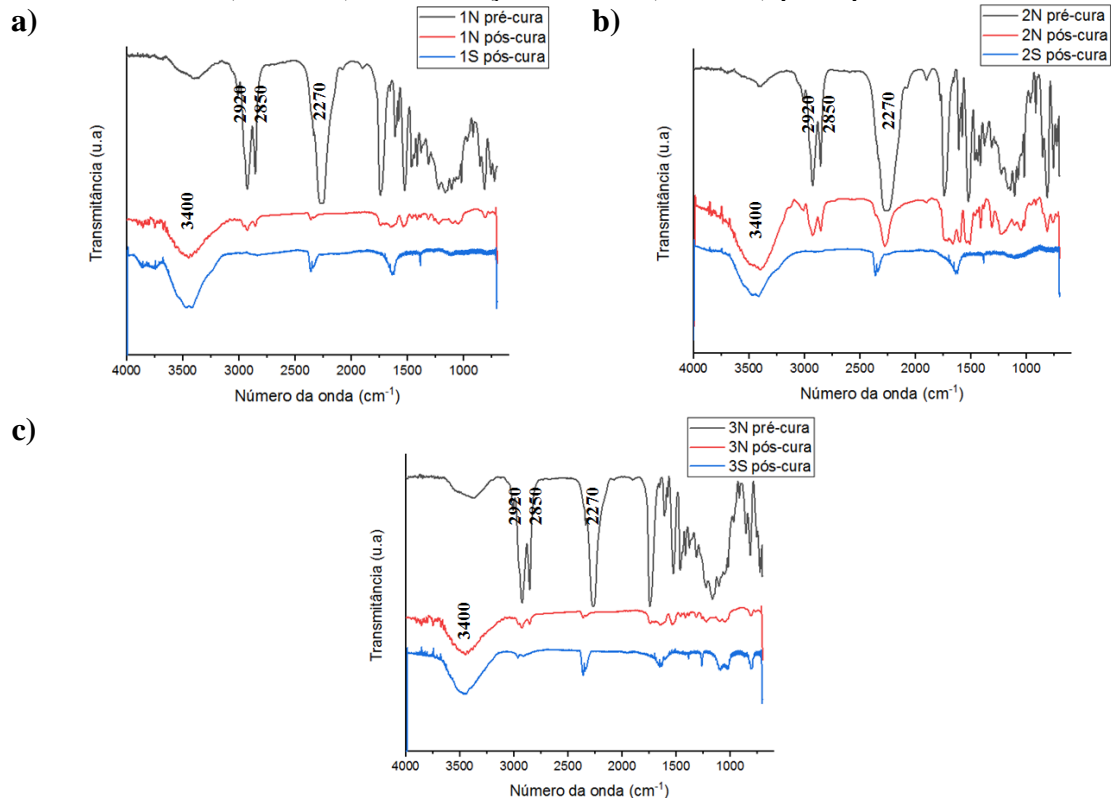 a)
1N pré-cura
1N pós-cura
1S pós-cura
2920
2850
2270
3400
Transmitância (u.a)
4000 3500 3000 2500 2000 1500 1000
Número da onda (cm⁻¹)
b)
2N pré-cura
2N pós-cura
2S pós-cura
2920
2850
2270
3400
Transmitância (u.a)
4000 3500 3000 2500 2000 1500 1000
Número da onda (cm⁻¹)
c)
3N pré-cura
3N pós-cura
3S pós-cura
2920
2850
2270
3400
Transmitância (u.a)
4000 3500 3000 2500 2000 1500 1000
Número da onda (cm⁻¹)